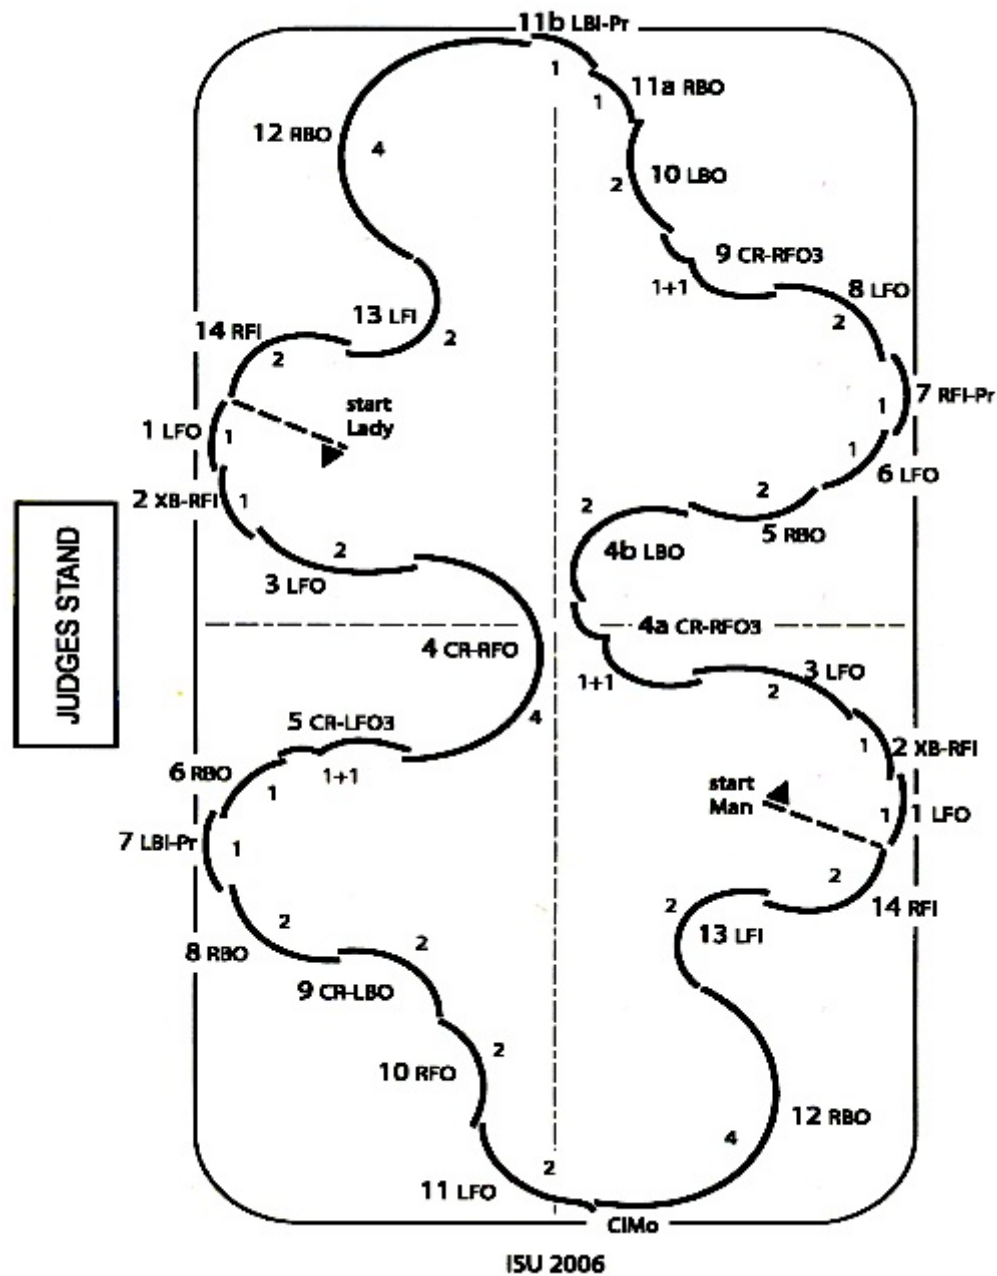 11b LBI-Pr
1
11a RBO
1
12 RBO
4
10 LBO
2
9 CR-RFO3
1+1
8 LFO
2
13 LFI
2
14 RFI
2
7 RFI-Pr
1
start
Lady
1 LFO
1
6 LFO
1
2 XB-RFI
1
5 RBO
2
4b LBO
2
3 LFO
2
JUDGES STAND
4a CR-RFO3
1+1
4 CR-RFO
4
3 LFO
2
5 CR-LFO3
1+1
2 XB-RFI
1
6 RBO
1
start
Man
1 LFO
1
7 LBI-Pr
1
14 RFI
2
13 LFI
2
8 RBO
2
9 CR-LBO
2
10 RFO
2
12 RBO
4
11 LFO
2
ClMo
ISU 2006